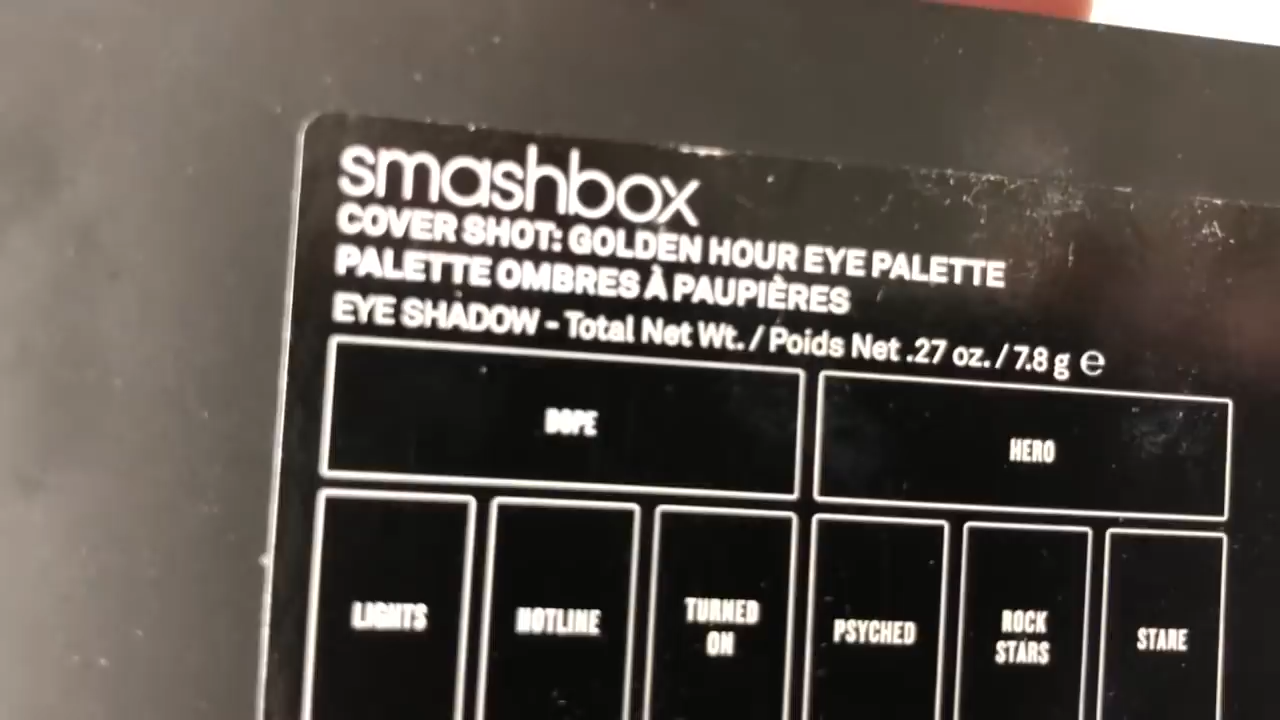 smashbox
COVER SHOT: GOLDEN HOUR EYE PALETTE
PALETTE OMBRES À PAUPIÈRES
EYE SHADOW - Total Net Wt. / Poids Net .27 oz. / 7.8 g ℮
DOPE
HERO
LIGHTS
HOTLINE
TURNED
ON
PSYCHED
ROCK
STARS
STARE